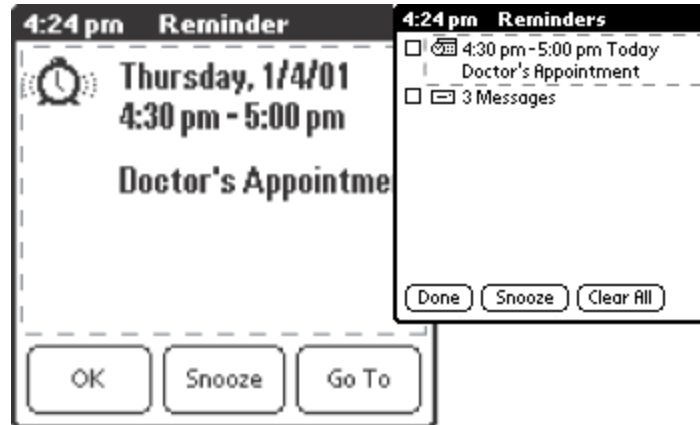 4:24 pm Reminder
Thursday, 1/4/01
4:30 pm - 5:00 pm
Doctor's Appointme
OK Snooze Go To
4:24 pm Reminders
4:30 pm - 5:00 pm Today
Doctor's Appointment
3 Messages
Done Snooze Clear All